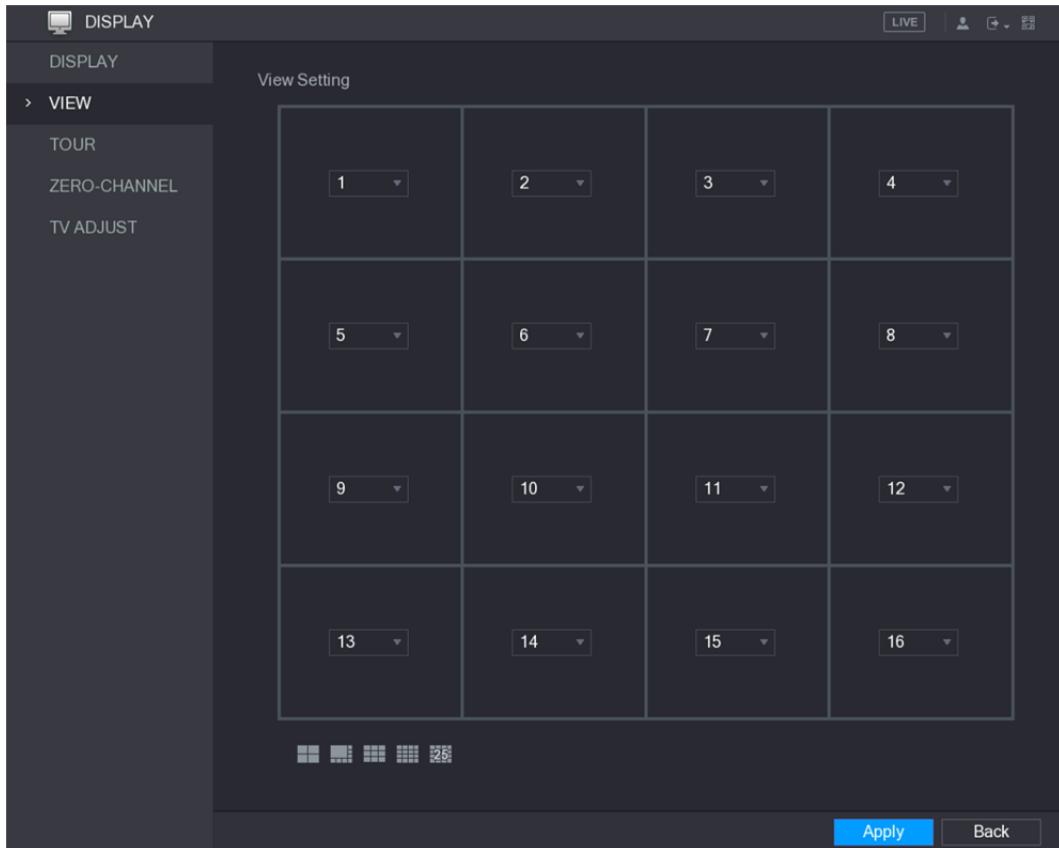 DISPLAY LIVE
DISPLAY
VIEW
TOUR
ZERO-CHANNEL
TV ADJUST
View Setting
1 2 3 4
5 6 7 8
9 10 11 12
13 14 15 16
25
Apply Back